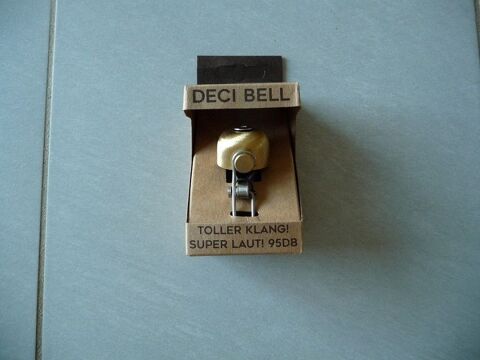 DECI BELL
TOLLER KLANG!
SUPER LAUT! 95DB